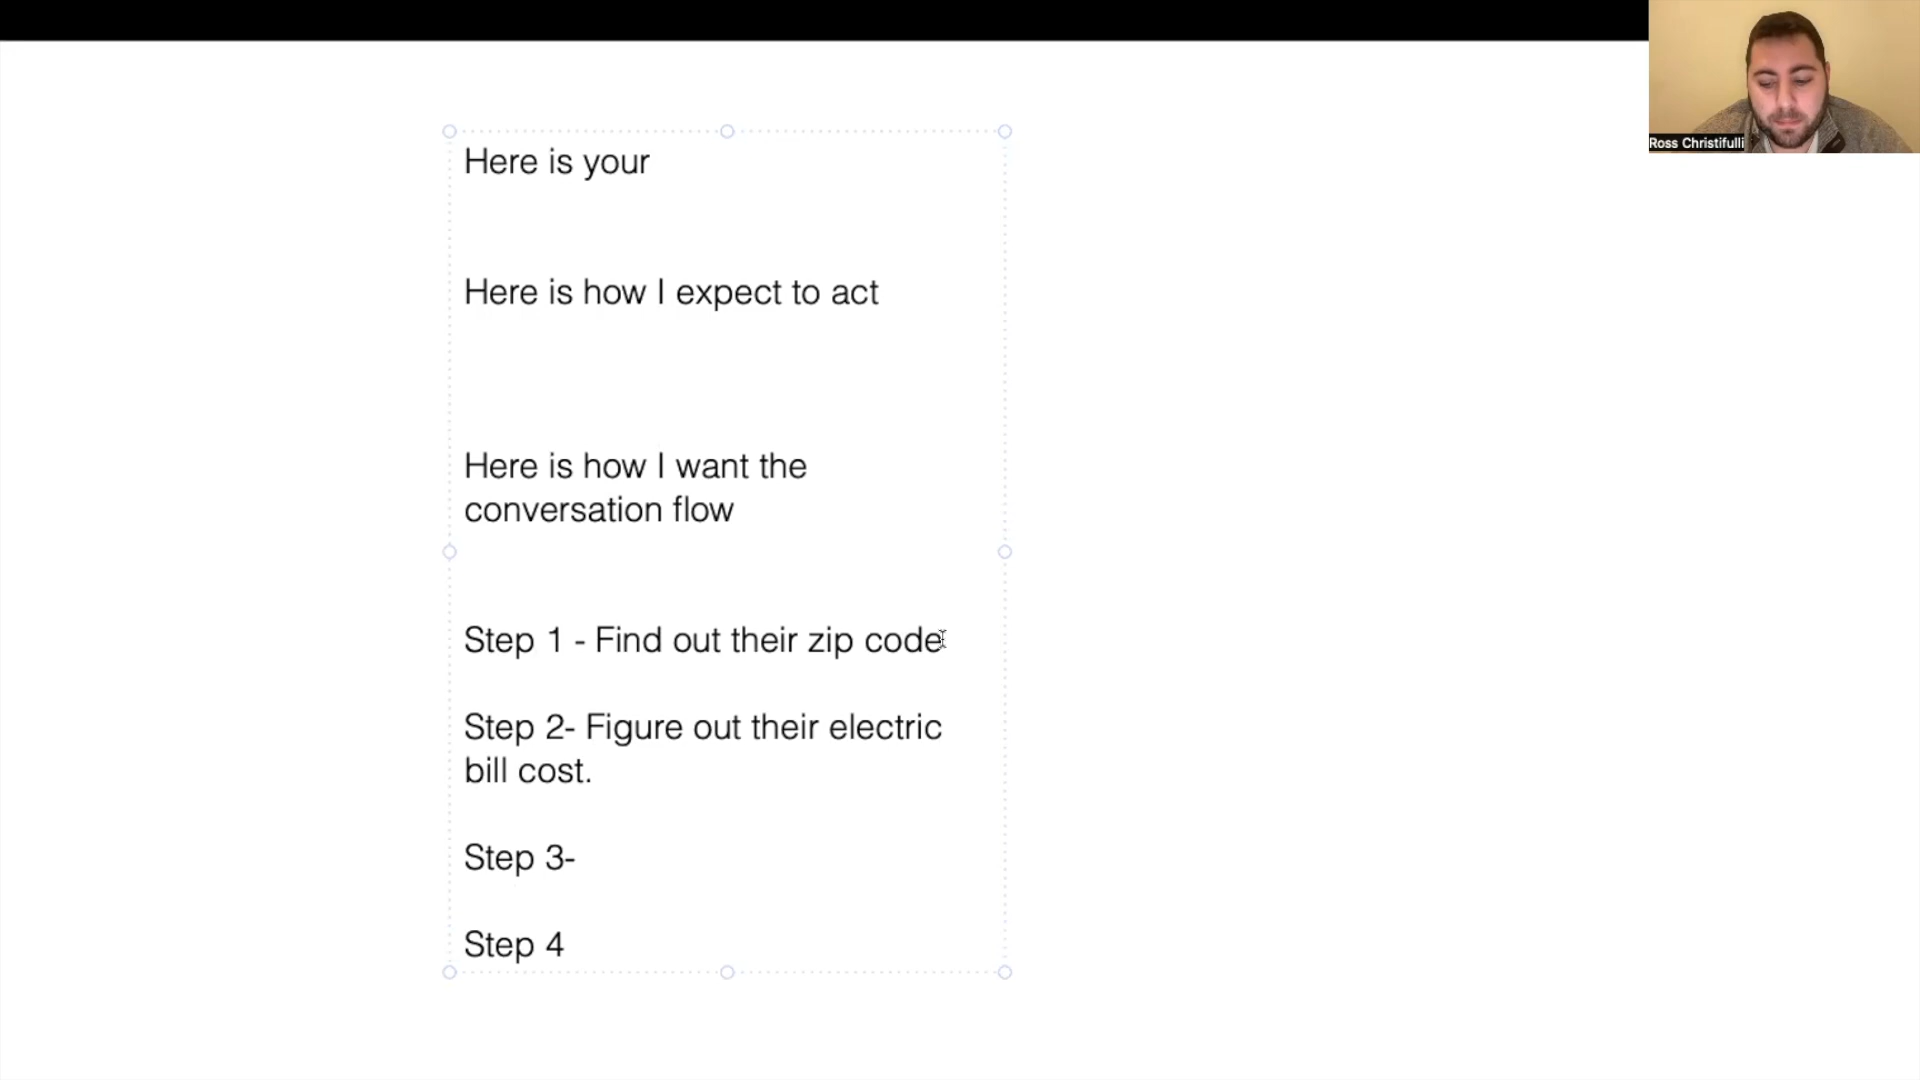 Ross Christifulli
Here is your
Here is how I expect to act
Here is how I want the
conversation flow
Step 1 - Find out their zip code
Step 2- Figure out their electric
bill cost.
Step 3-
Step 4